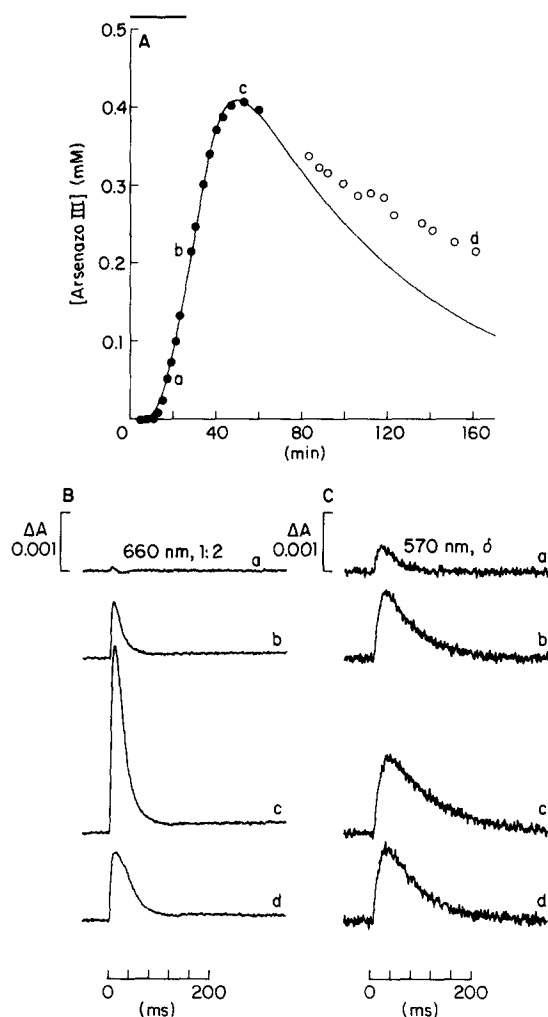 A
0.5
0.4
0.3
0.2
0.1
0
[Arsenazo III] (mM)
a
b
c
d
0 40 80 120 160
(min)
B
ΔA
0.001
660 nm, 1:2
a
b
c
d
0 200
(ms)
C
ΔA
0.001
570 nm, δ
a
b
c
d
0 200
(ms)